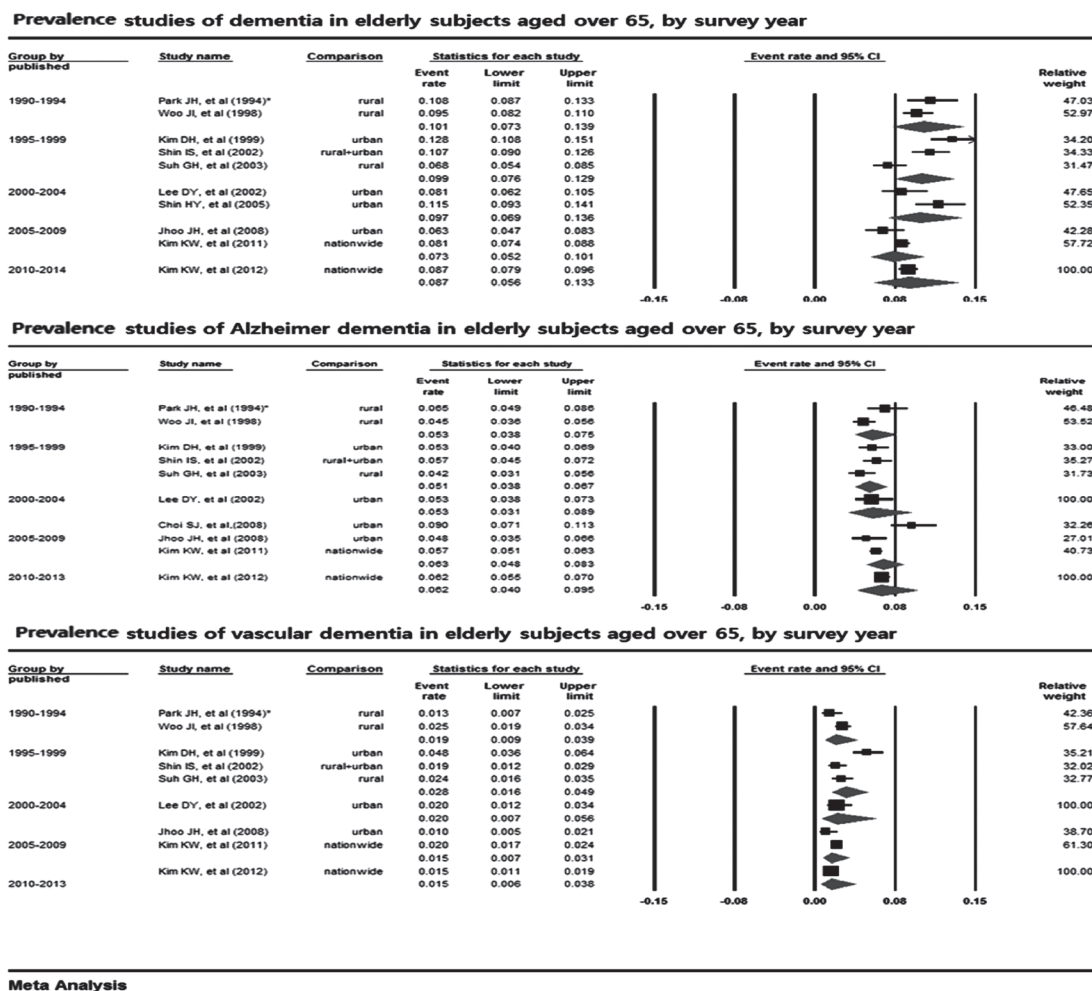 Prevalence studies of dementia in elderly subjects aged over 65, by survey year
Group by published Study name Comparison Statistics for each study Event rate and 95% CI
Event rate Lower limit Upper limit Relative weight
1990-1994 Park JH, et al (1994)* rural 0.108 0.087 0.133 47.03
Woo JI, et al (1998) rural 0.095 0.082 0.110 52.97
0.101 0.073 0.139
1995-1999 Kim DH, et al (1999) urban 0.128 0.108 0.151 34.20
Shin IS, et al (2002) rural+urban 0.107 0.090 0.126 34.33
Suh GH, et al (2003) rural 0.068 0.054 0.085 31.47
0.099 0.076 0.129
2000-2004 Lee DY, et al (2002) urban 0.081 0.062 0.105 47.65
Shin HY, et al (2005) urban 0.115 0.093 0.141 52.35
0.097 0.069 0.136
2005-2009 Jhoo JH, et al (2008) urban 0.063 0.047 0.083 42.28
Kim KW, et al (2011) nationwide 0.081 0.074 0.088 57.72
0.073 0.052 0.101
2010-2014 Kim KW, et al (2012) nationwide 0.087 0.079 0.096 100.00
0.087 0.056 0.133
-0.15 -0.08 0.00 0.08 0.15
Prevalence studies of Alzheimer dementia in elderly subjects aged over 65, by survey year
Group by published Study name Comparison Statistics for each study Event rate and 95% CI
Event rate Lower limit Upper limit Relative weight
1990-1994 Park JH, et al (1994)* rural 0.065 0.049 0.086 46.48
Woo JI, et al (1998) rural 0.045 0.036 0.056 53.52
0.053 0.038 0.075
1995-1999 Kim DH, et al (1999) urban 0.053 0.040 0.069 33.00
Shin IS, et al (2002) rural+urban 0.057 0.045 0.072 35.27
Suh GH, et al (2003) rural 0.042 0.031 0.056 31.73
0.051 0.038 0.067
2000-2004 Lee DY, et al (2002) urban 0.053 0.038 0.073 100.00
0.053 0.031 0.089
Choi SJ, et al,(2008) urban 0.090 0.071 0.113 32.26
2005-2009 Jhoo JH, et al (2008) urban 0.048 0.035 0.066 27.01
Kim KW, et al (2011) nationwide 0.057 0.051 0.063 40.73
0.063 0.048 0.083
2010-2013 Kim KW, et al (2012) nationwide 0.062 0.055 0.070 100.00
0.062 0.040 0.095
-0.15 -0.08 0.00 0.08 0.15
Prevalence studies of vascular dementia in elderly subjects aged over 65, by survey year
Group by published Study name Comparison Statistics for each study Event rate and 95% CI
Event rate Lower limit Upper limit Relative weight
1990-1994 Park JH, et al (1994)* rural 0.013 0.007 0.025 42.36
Woo JI, et al (1998) rural 0.025 0.019 0.034 57.64
0.019 0.009 0.039
1995-1999 Kim DH, et al (1999) urban 0.048 0.036 0.064 35.21
Shin IS, et al (2002) rural+urban 0.019 0.012 0.029 32.02
Suh GH, et al (2003) rural 0.024 0.016 0.035 32.77
0.028 0.016 0.049
2000-2004 Lee DY, et al (2002) urban 0.020 0.012 0.034 100.00
0.020 0.007 0.056
Jhoo JH, et al (2008) urban 0.010 0.005 0.021 38.70
2005-2009 Kim KW, et al (2011) nationwide 0.020 0.017 0.024 61.30
0.015 0.007 0.031
Kim KW, et al (2012) nationwide 0.015 0.011 0.019 100.00
2010-2013 0.015 0.006 0.038
-0.15 -0.08 0.00 0.08 0.15
Meta Analysis